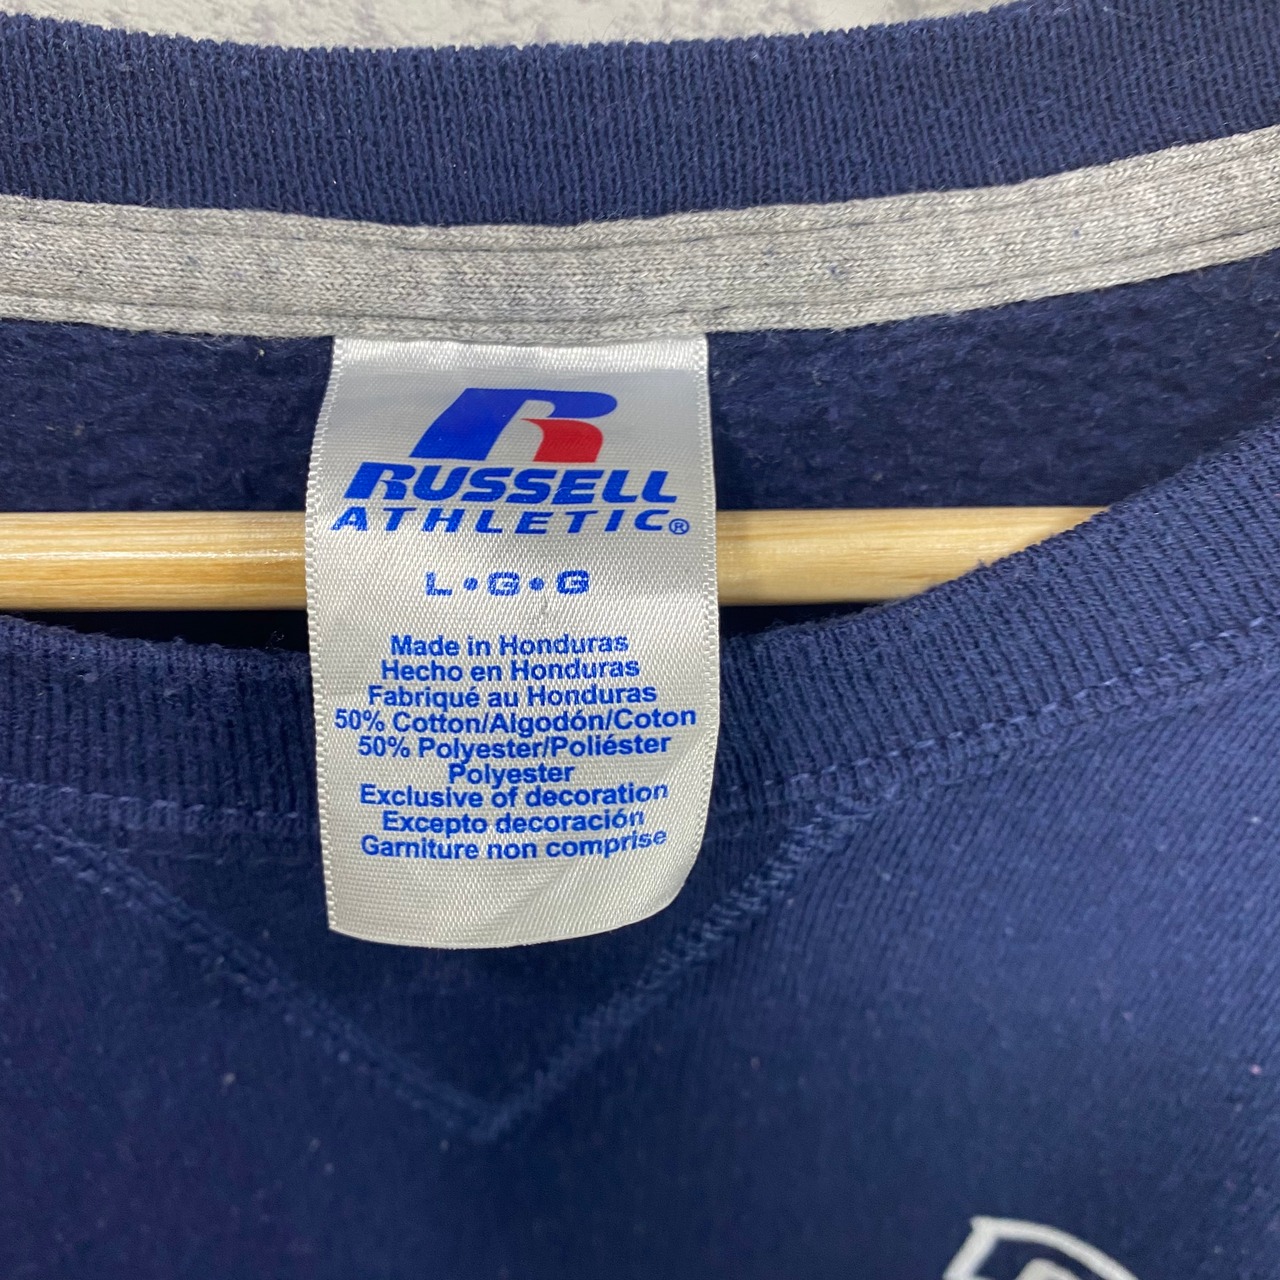 RUSSELL
ATHLETIC®
L•G•G
Made in Honduras
Hecho en Honduras
Fabriqué au Honduras
50% Cotton/Algodón/Coton
50% Polyester/Poliéster
Polyester
Exclusive of decoration
Excepto decoración
Garniture non comprise